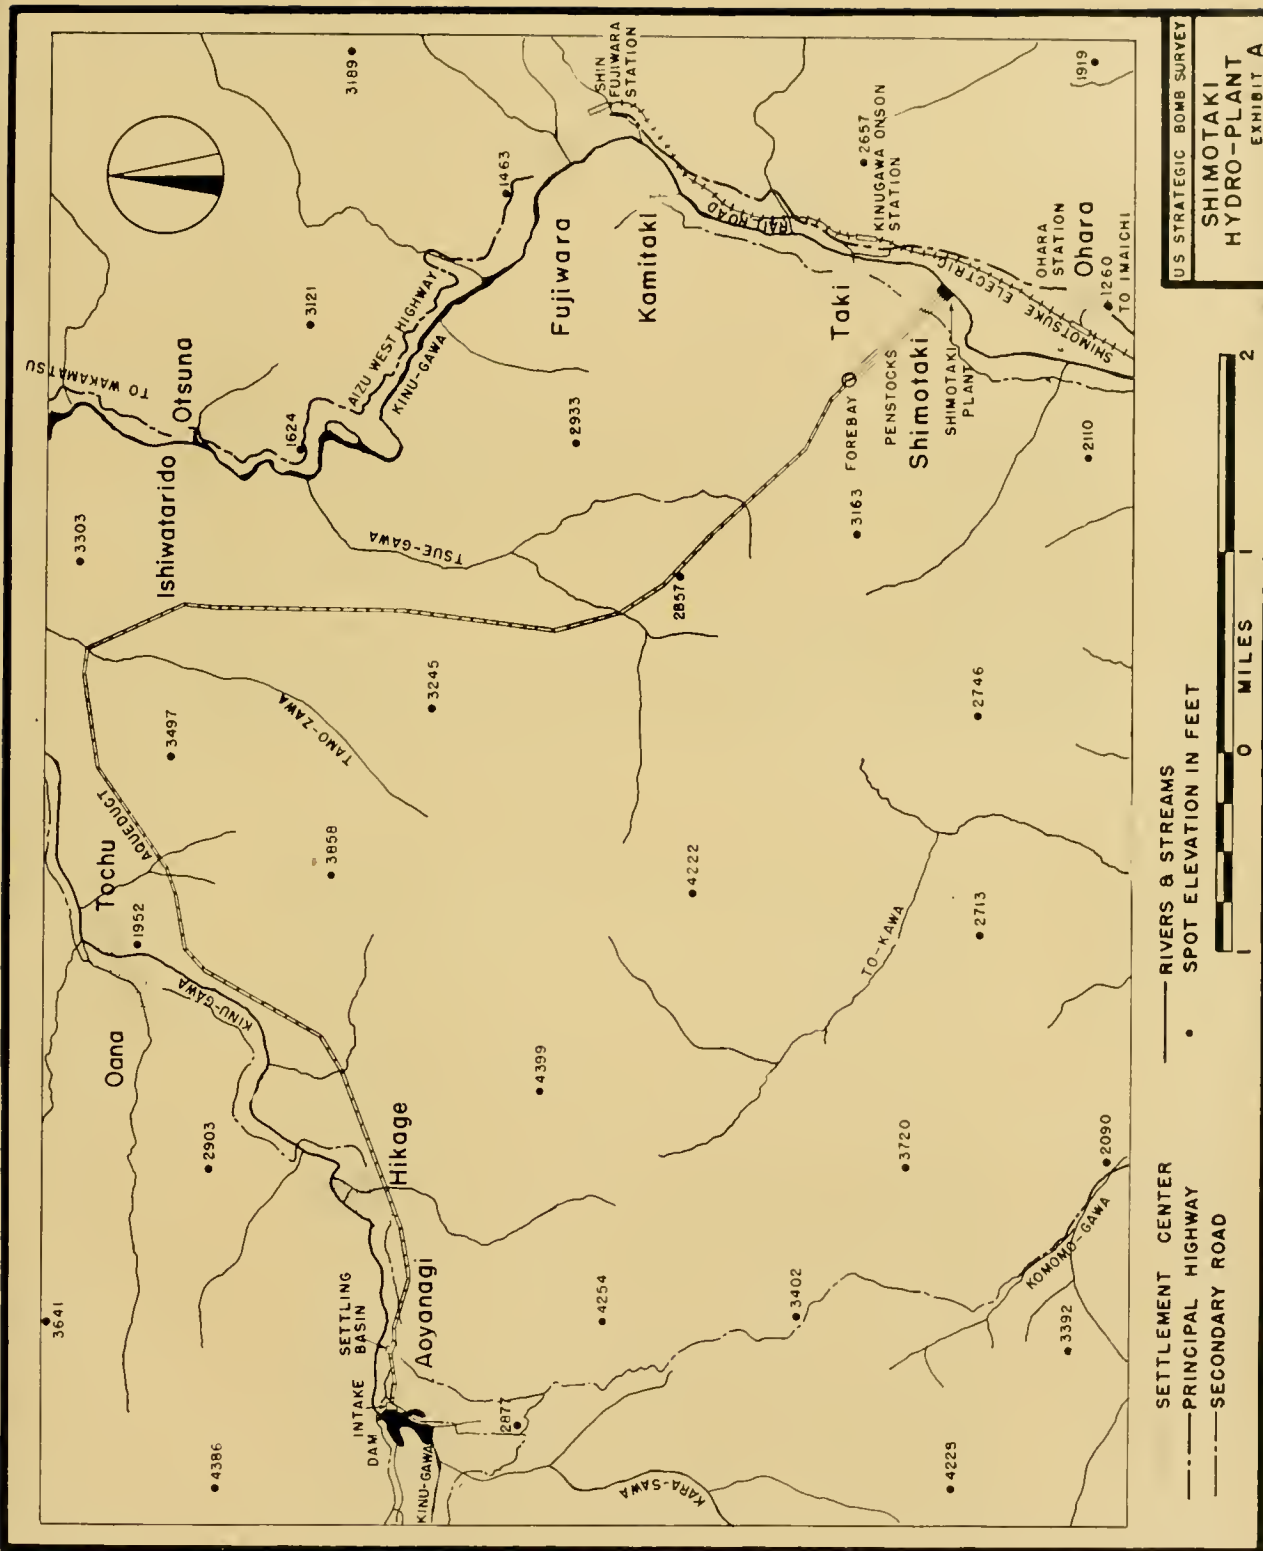 3641
4386
INTAKE
DAM
SETTLING
BASIN
Aoyanagi
KINU-GAWA
2877
KARA-SAWA
4229
4254
3402
KOMOMO-GAWA
3392
2090
3720
Hikage
2903
Oana
KINU-GAWA
4399
1952
Tochu
AQUEDUCT
3858
4222
TO-KAWA
2713
3497
TAMO-ZAWA
3245
2746
3303
Ishiwatarido
TSUE-GAWA
2857
3163
2110
TO WAKAMATSU
Otsuna
1624
3121
AIZU WEST HIGHWAY
KINU-GAWA
2933
FOREBAY
PENSTOCKS
Shimotaki
SHIMOTAKI
PLANT
Taki
Fujiwara
Kamitaki
1463
3189
SHIN
FUJIWARA
STATION
RAILROAD
2657
KINUGAWA ONSON
STATION
SHIMOTSUKE ELECTRIC
OHARA
STATION
Ohara
1260
TO IMAICHI
1919
SETTLEMENT CENTER
PRINCIPAL HIGHWAY
SECONDARY ROAD
RIVERS & STREAMS
SPOT ELEVATION IN FEET
1 0 1 2
MILES
US STRATEGIC BOMB SURVEY
SHIMOTAKI
HYDRO-PLANT
EXHIBIT A